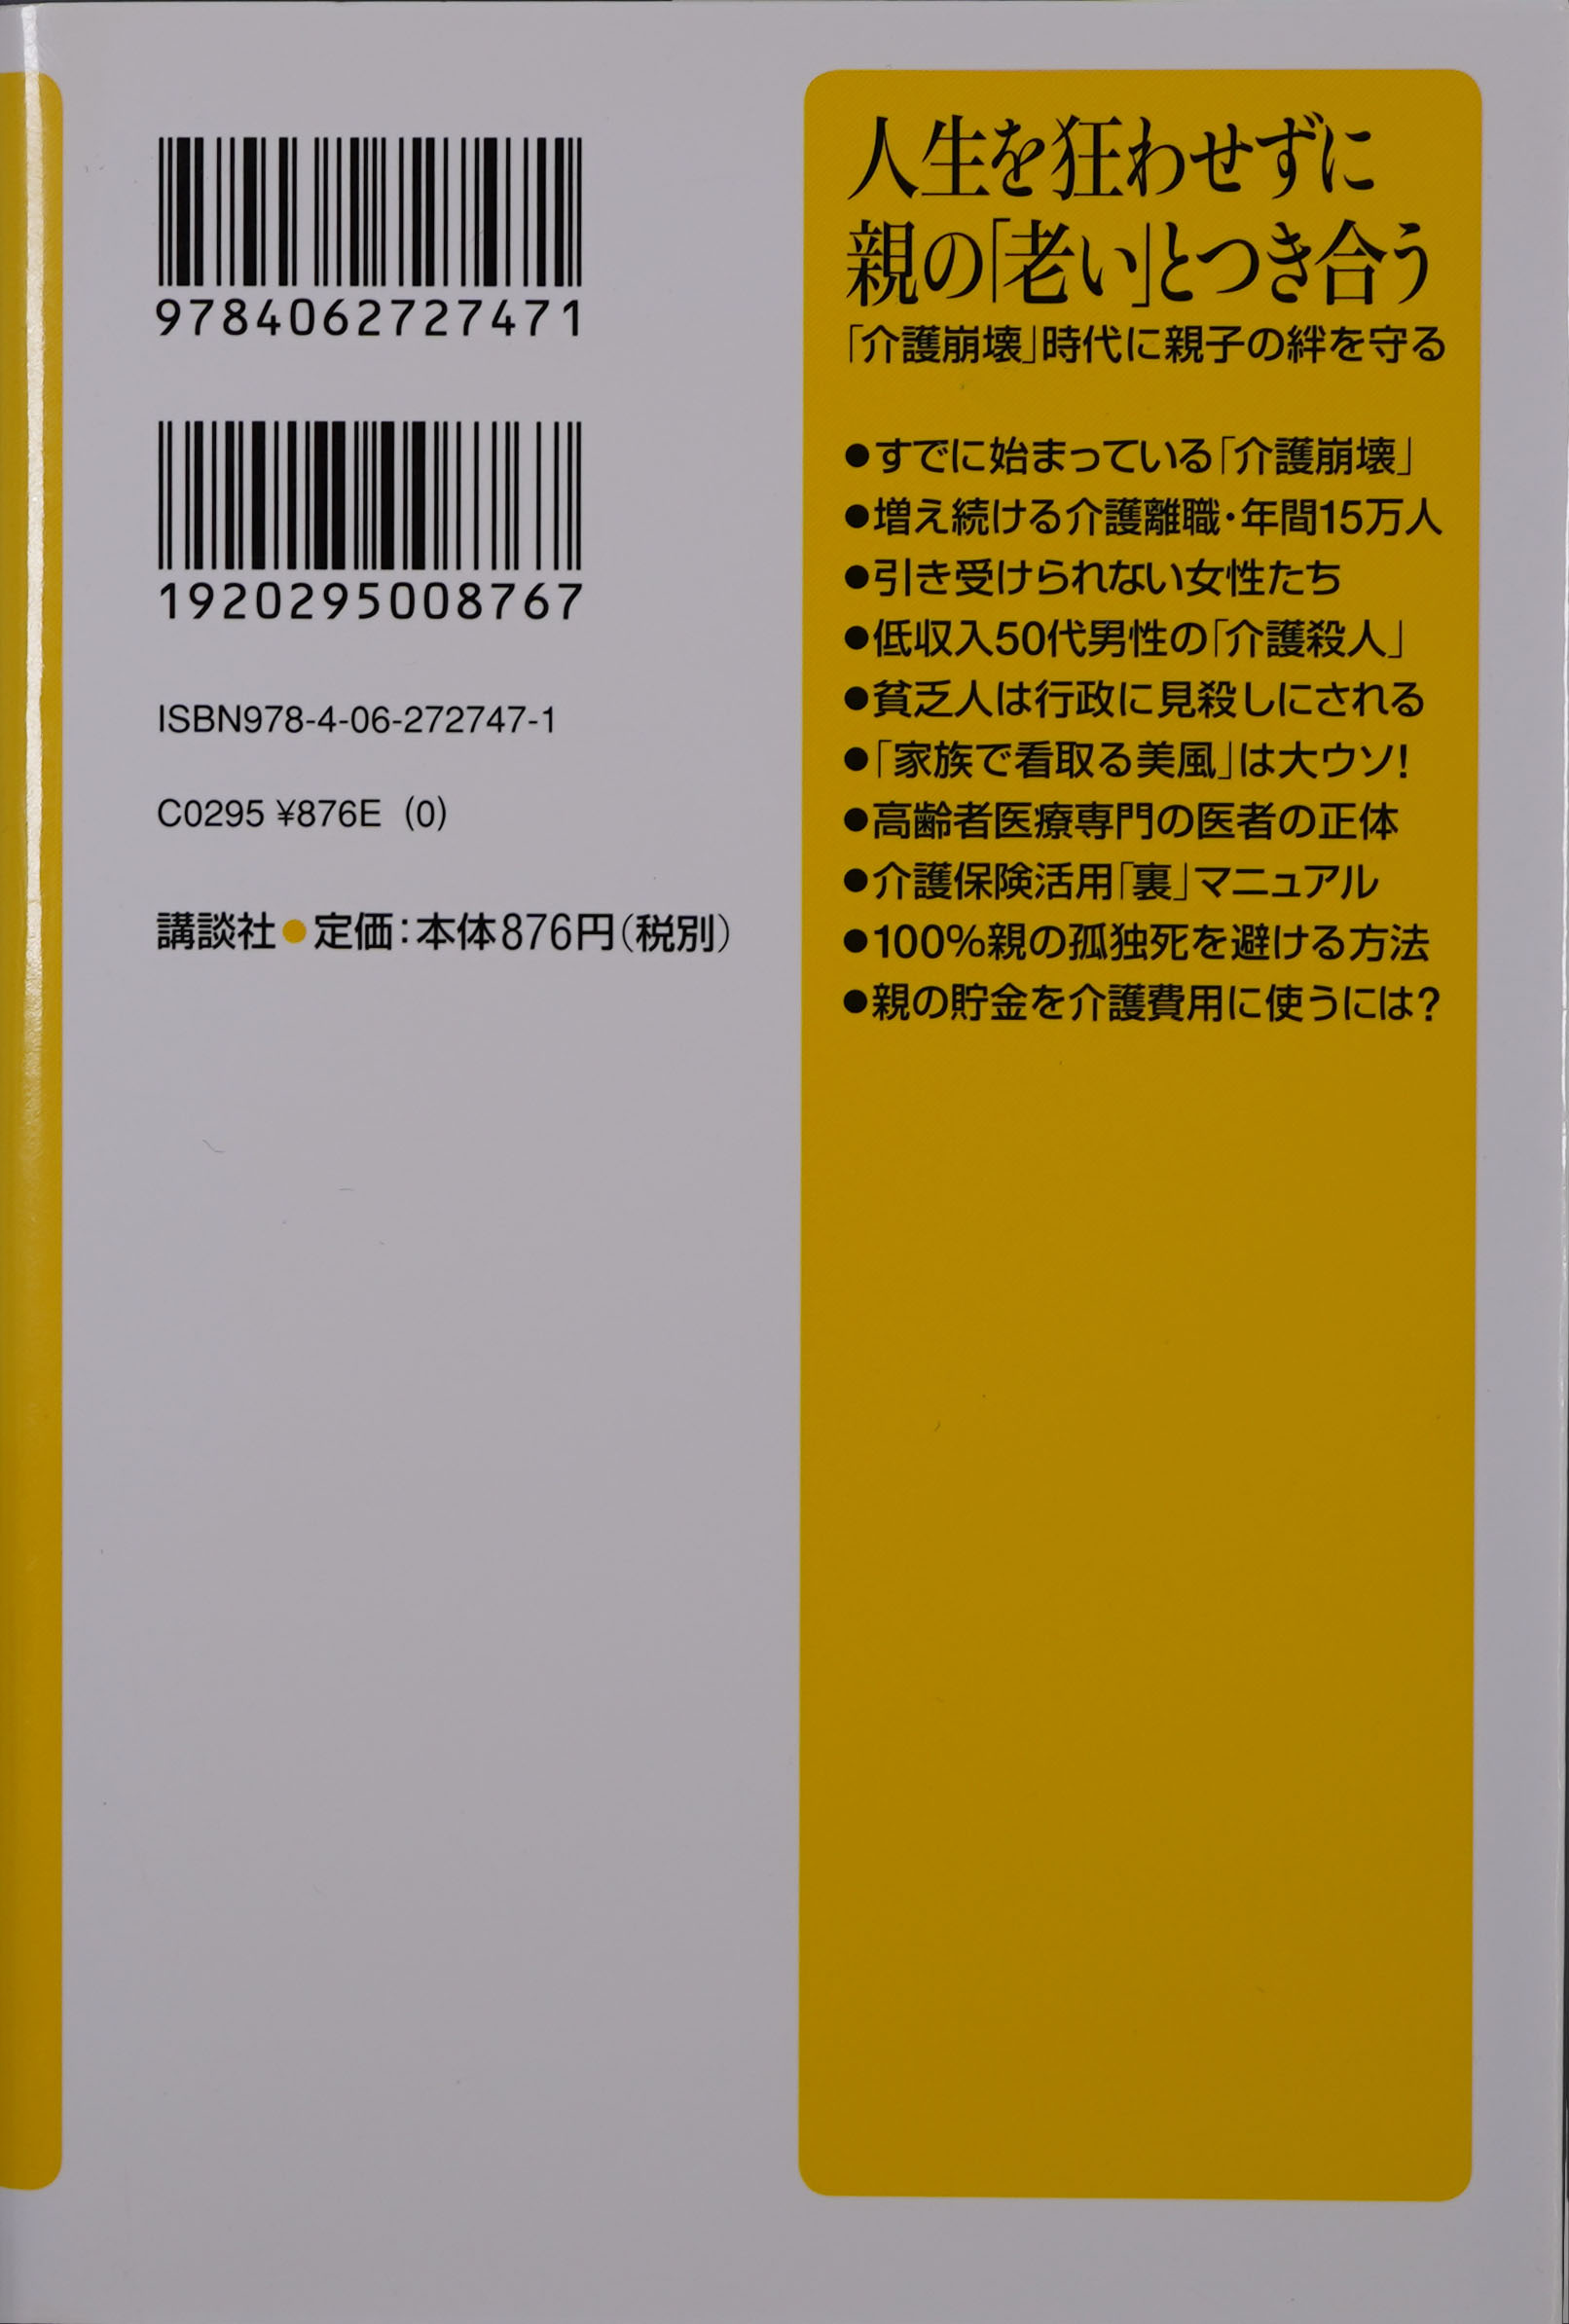 9784062727471
1920295008767
ISBN978-4-06-272747-1
C0295 ¥876E (0)
講談社●定価：本体876円（税別）
人生を狂わせずに
親の「老い」とつき合う
「介護崩壊」時代に親子の絆を守る
●すでに始まっている「介護崩壊」
●増え続ける介護離職・年間15万人
●引き受けられない女性たち
●低収入50代男性の「介護殺人」
●貧乏人は行政に見殺しにされる
●「家族で看取る美風」は大ウソ！
●高齢者医療専門の医者の正体
●介護保険活用「裏」マニュアル
●100％親の孤独死を避ける方法
●親の貯金を介護費用に使うには？